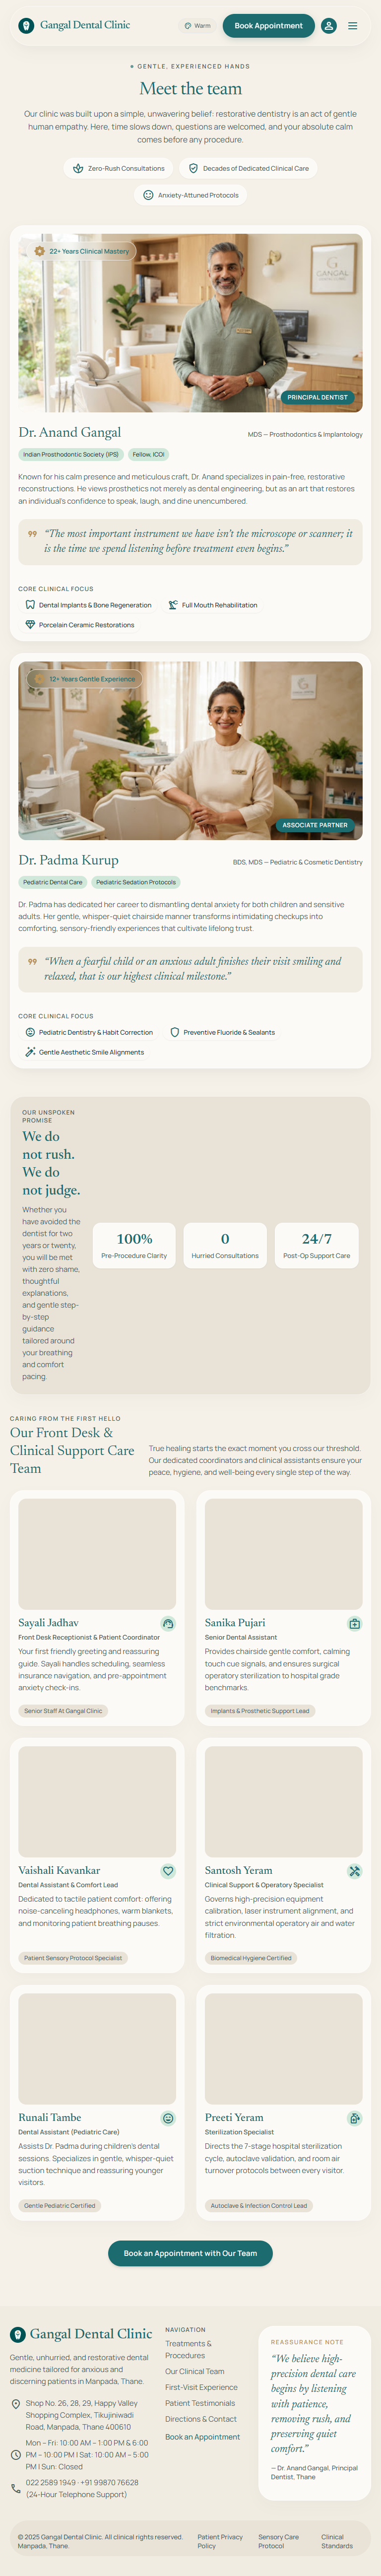 Gangal Dental Clinic
Warm
Book Appointment
GENTLE, EXPERIENCED HANDS
Meet the team
Our clinic was built upon a simple, unwavering belief: restorative dentistry is an act of gentle
human empathy. Here, time slows down, questions are welcomed, and your absolute calm
comes before any procedure.
Zero-Rush Consultations
Decades of Dedicated Clinical Care
Anxiety-Attuned Protocols
22+ Years Clinical Mastery
GANGAL
PRINCIPAL DENTIST
Dr. Anand Gangal
MDS — Prosthodontics & Implantology
Indian Prosthodontic Society (IPS)
Fellow, ICOI
Known for his calm presence and meticulous craft, Dr. Anand specializes in pain-free, restorative
reconstructions. He views prosthetics not merely as dental engineering, but as an art that restores
an individual's confidence to speak, laugh, and dine unencumbered.
“The most important instrument we have isn’t the microscope or scanner; it
is the time we spend listening before treatment even begins.”
CORE CLINICAL FOCUS
Dental Implants & Bone Regeneration
Full Mouth Rehabilitation
Porcelain Ceramic Restorations
12+ Years Gentle Experience
ASSOCIATE PARTNER
Dr. Padma Kurup
BDS, MDS — Pediatric & Cosmetic Dentistry
Pediatric Dental Care
Pediatric Sedation Protocols
Dr. Padma has dedicated her career to dismantling dental anxiety for both children and sensitive
adults. Her gentle, whisper-quiet chairside manner transforms intimidating checkups into
comforting, sensory-friendly experiences that cultivate lifelong trust.
“When a fearful child or an anxious adult finishes their visit smiling and
relaxed, that is our highest clinical milestone.”
CORE CLINICAL FOCUS
Pediatric Dentistry & Habit Correction
Preventive Fluoride & Sealants
Gentle Aesthetic Smile Alignments
OUR UNSPOKEN
PROMISE
We do
not rush.
We do
not judge.
Whether you
have avoided the
dentist for two
years or twenty,
you will be met
with zero shame,
thoughtful
explanations,
and gentle step-
by-step
guidance
tailored around
your breathing
and comfort
pacing.
100%
Pre-Procedure Clarity
0
Hurried Consultations
24/7
Post-Op Support Care
CARING FROM THE FIRST HELLO
Our Front Desk &
Clinical Support Care
Team
True healing starts the exact moment you cross our threshold.
Our dedicated coordinators and clinical assistants ensure your
peace, hygiene, and well-being every single step of the way.
Sayali Jadhav
Front Desk Receptionist & Patient Coordinator
Your first friendly greeting and reassuring
guide. Sayali handles scheduling, seamless
insurance navigation, and pre-appointment
anxiety check-ins.
Senior Staff At Gangal Clinic
Sanika Pujari
Senior Dental Assistant
Provides chairside gentle comfort, calming
touch cue signals, and ensures surgical
operatory sterilization to hospital grade
benchmarks.
Implants & Prosthetic Support Lead
Vaishali Kavankar
Dental Assistant & Comfort Lead
Dedicated to tactile patient comfort: offering
noise-canceling headphones, warm blankets,
and monitoring patient breathing pauses.
Patient Sensory Protocol Specialist
Santosh Yeram
Clinical Support & Operatory Specialist
Governs high-precision equipment
calibration, laser instrument alignment, and
strict environmental operatory air and water
filtration.
Biomedical Hygiene Certified
Runali Tambe
Dental Assistant (Pediatric Care)
Assists Dr. Padma during children's dental
sessions. Specializes in gentle, whisper-quiet
suction technique and reassuring younger
visitors.
Gentle Pediatric Certified
Preeti Yeram
Sterilization Specialist
Directs the 7-stage hospital sterilization
cycle, autoclave validation, and room air
turnover protocols between every visitor.
Autoclave & Infection Control Lead
Book an Appointment with Our Team
Gangal Dental Clinic
Gentle, unhurried, and restorative dental
medicine tailored for anxious and
discerning patients in Manpada, Thane.
Shop No. 26, 28, 29, Happy Valley
Shopping Complex, Tikujiniwadi
Road, Manpada, Thane 400610
Mon – Fri: 10:00 AM – 1:00 PM & 6:00
PM – 10:00 PM | Sat: 10:00 AM – 5:00
PM | Sun: Closed
022 2589 1949 · +91 99870 76628
(24-Hour Telephone Support)
NAVIGATION
Treatments &
Procedures
Our Clinical Team
First-Visit Experience
Patient Testimonials
Directions & Contact
Book an Appointment
REASSURANCE NOTE
“We believe high-
precision dental care
begins by listening
with patience,
removing rush, and
preserving quiet
comfort.”
— Dr. Anand Gangal, Principal
Dentist, Thane
© 2025 Gangal Dental Clinic. All clinical rights reserved.
Manpada, Thane.
Patient Privacy
Policy
Sensory Care
Protocol
Clinical
Standards